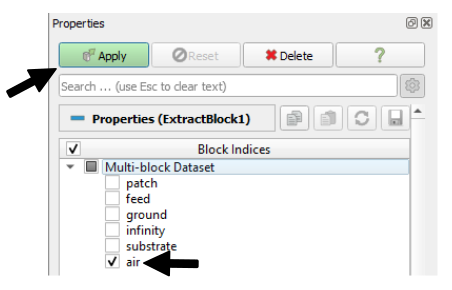 Properties
Apply
Reset
Delete
?
Search ... (use Esc to clear text)
Properties (ExtractBlock1)
Block Indices
Multi-block Dataset
patch
feed
ground
infinity
substrate
air